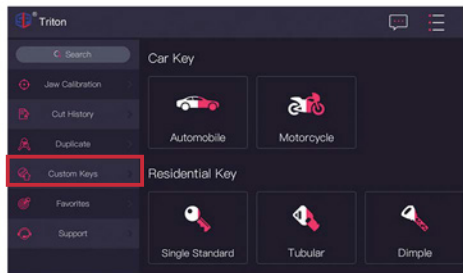 Triton
Search
Jaw Calibration
Cut History
Duplicate
Custom Keys
Favorites
Support
Car Key
Automobile
Motorcycle
Residential Key
Single Standard
Tubular
Dimple